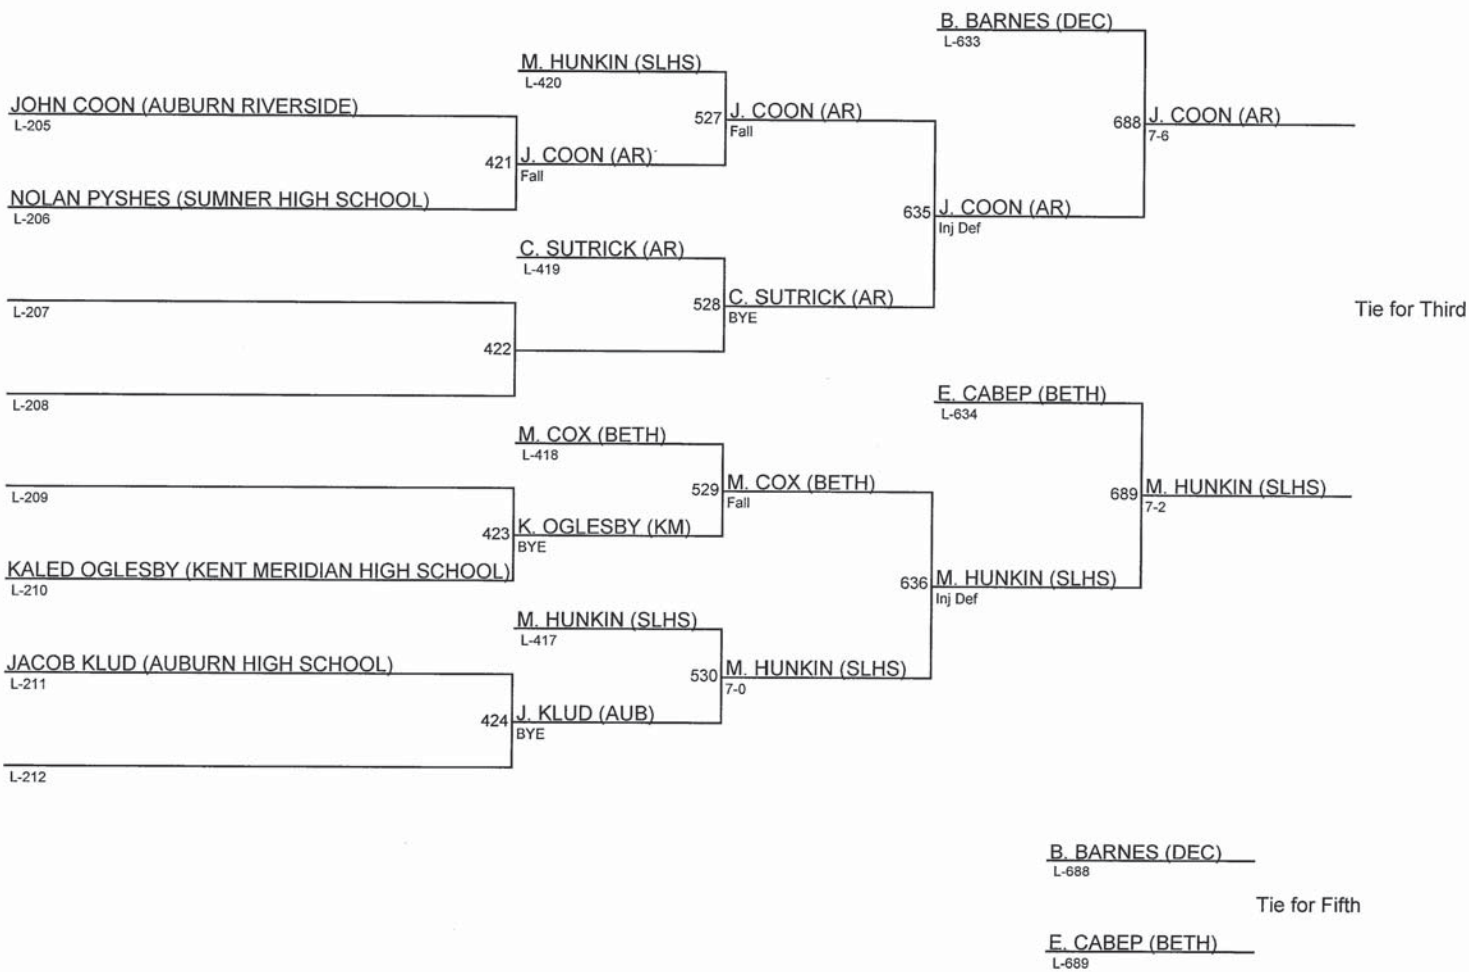 B. BARNES (DEC)
L-633
M. HUNKIN (SLHS)
L-420
JOHN COON (AUBURN RIVERSIDE)
L-205
527 J. COON (AR)
Fall
688 J. COON (AR)
7-6
421 J. COON (AR)
Fall
NOLAN PYSHES (SUMNER HIGH SCHOOL)
L-206
635 J. COON (AR)
Inj Def
C. SUTRICK (AR)
L-419
L-207
528 C. SUTRICK (AR)
BYE
Tie for Third
422
L-208
E. CABEP (BETH)
L-634
M. COX (BETH)
L-418
L-209
529 M. COX (BETH)
Fall
689 M. HUNKIN (SLHS)
7-2
423 K. OGLESBY (KM)
BYE
KALED OGLESBY (KENT MERIDIAN HIGH SCHOOL)
L-210
636 M. HUNKIN (SLHS)
Inj Def
M. HUNKIN (SLHS)
L-417
JACOB KLUD (AUBURN HIGH SCHOOL)
L-211
530 M. HUNKIN (SLHS)
7-0
424 J. KLUD (AUB)
BYE
L-212
B. BARNES (DEC)
L-688
Tie for Fifth
E. CABEP (BETH)
L-689